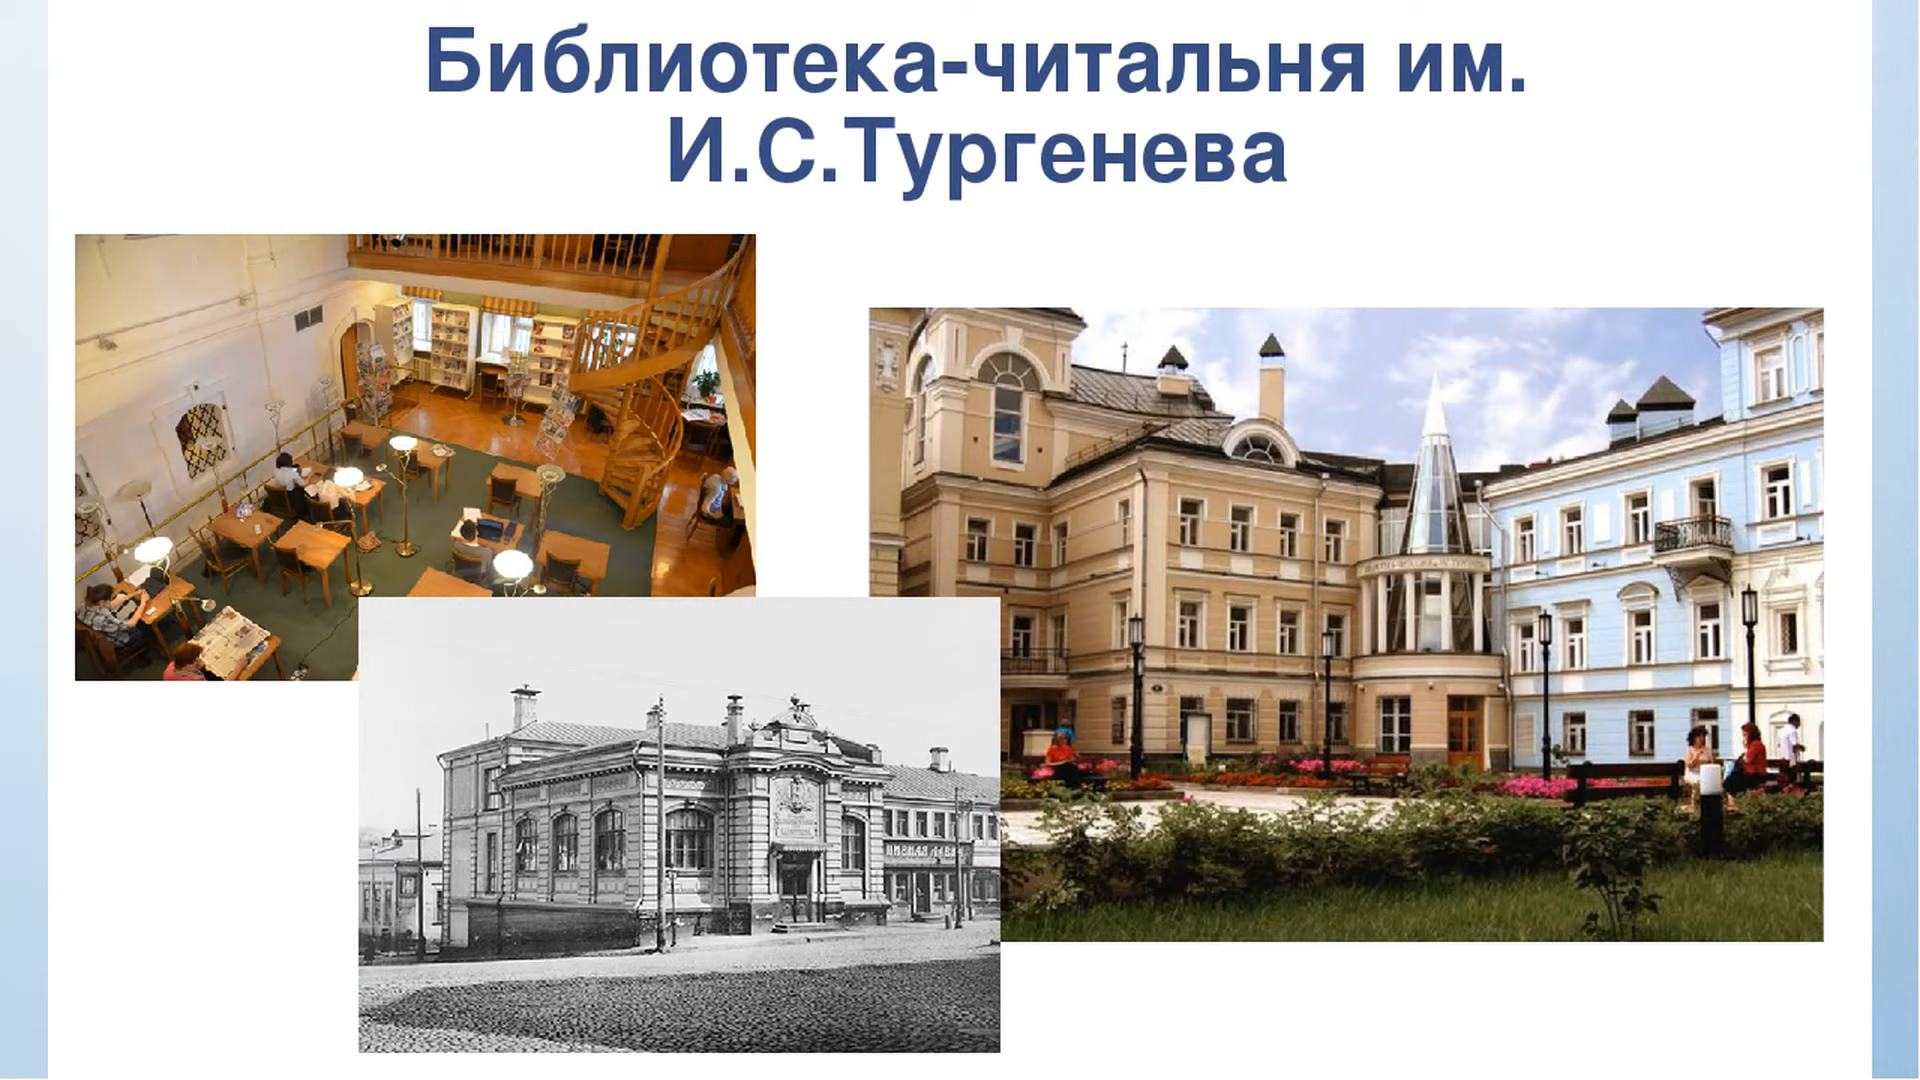 Библиотека-читальня им.
И.С.Тургенева